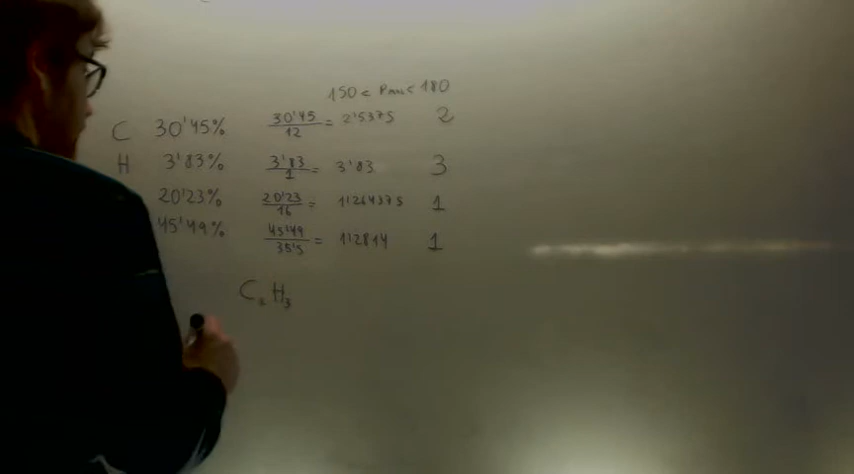 150 < Pm < 180
C 30'45% 30'45/12 = 2'5375 2
H 3'83% 3'83/1 = 3'83 3
20'23% 20'23/16 = 1'264375 1
45'49% 45'49/35'5 = 1'2814 1
C₂H₃